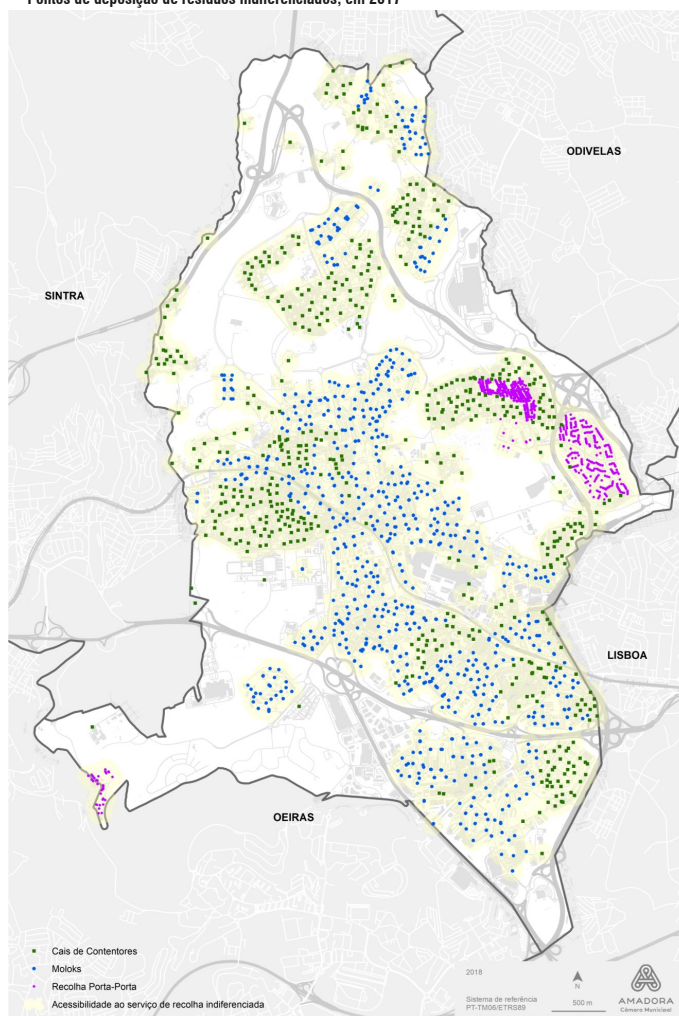 Pontos de deposição de resíduos indiferenciados, em 2017
ODIVELAS
SINTRA
LISBOA
OEIRAS
Cais de Contentores
Moloks
Recolha Porta-Porta
Acessibilidade ao serviço de recolha indiferenciada
2018
Sistema de referência
PT-TM06/ETRS89
N
500 m
AMADORA
Câmara Municipal